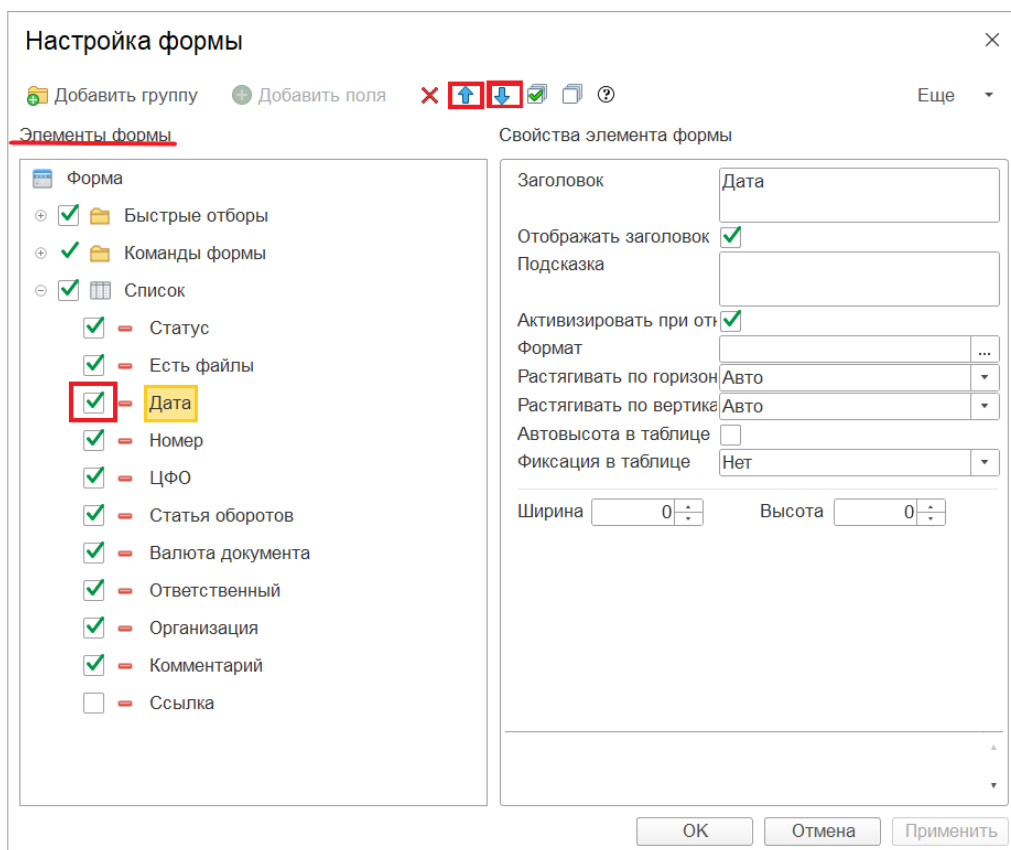 Настройка формы
Добавить группу Добавить поля Еще
Элементы формы Свойства элемента формы
Форма
Быстрые отборы
Команды формы
Список
Статус
Есть файлы
Дата
Номер
ЦФО
Статья оборотов
Валюта документа
Ответственный
Организация
Комментарий
Ссылка
Заголовок Дата
Отображать заголовок
Подсказка
Активизировать при отк
Формат ...
Растягивать по горизон Авто
Растягивать по вертика Авто
Автовысота в таблице
Фиксация в таблице Нет
Ширина 0 Высота 0
OK Отмена Применить